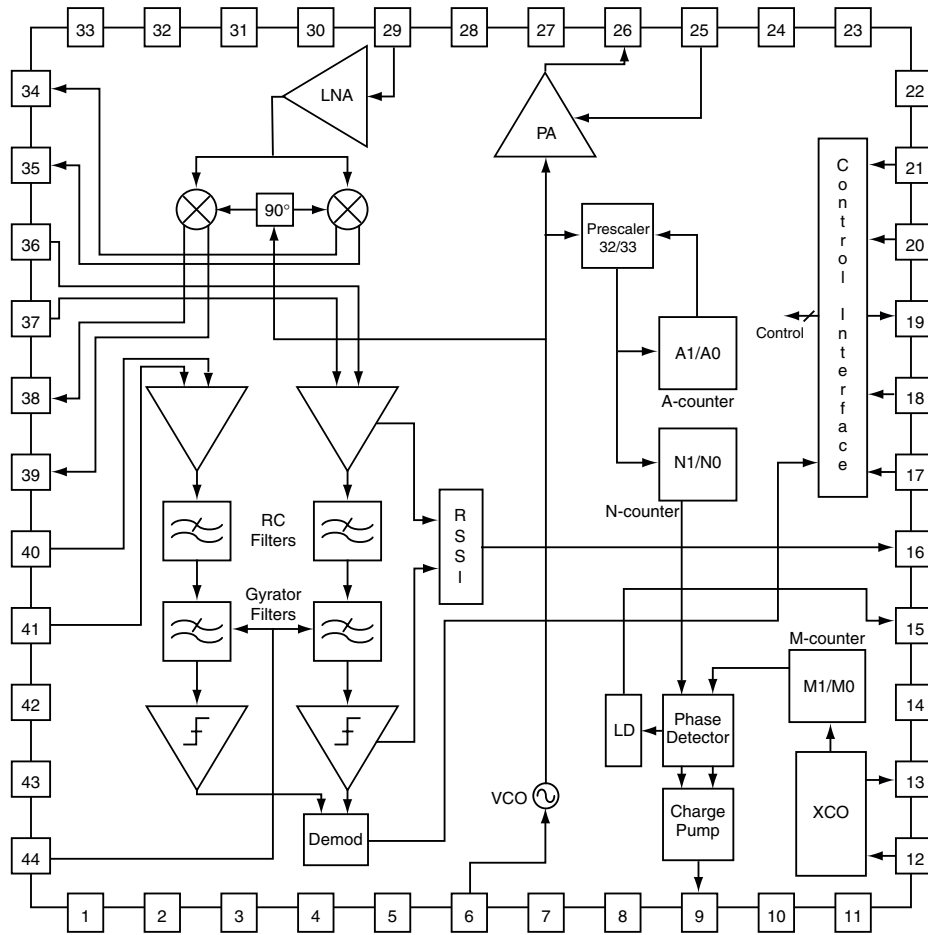 33 32 31 30 29 28 27 26 25 24 23
34
LNA
22
PA
35
Control Interface
21
90°
36
Prescaler
32/33
20
37
Control
19
A1/A0
38
A-counter
18
39
N1/N0
17
N-counter
RC
Filters
RSSI
40
16
Gyrator
Filters
41
15
M-counter
42
M1/M0
14
LD
Phase
Detector
43
VCO
XCO
13
Charge
Pump
Demod
44
12
1 2 3 4 5 6 7 8 9 10 11